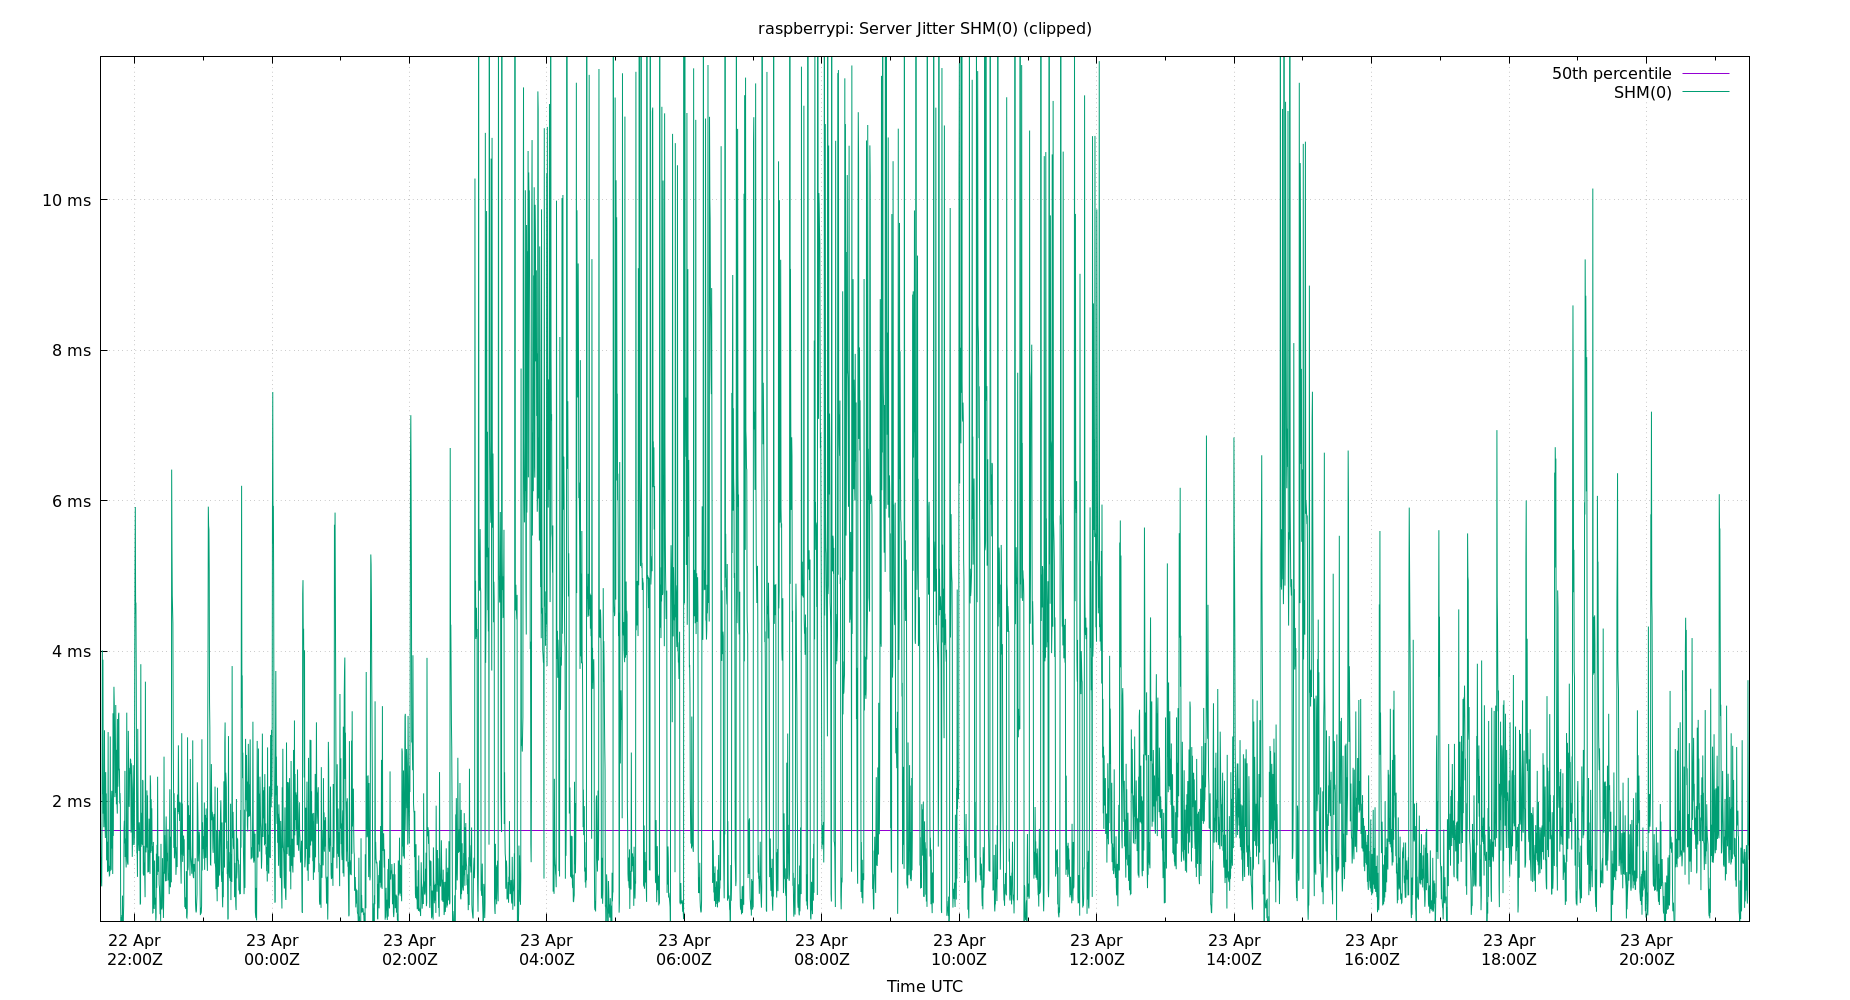 raspberrypi: Server Jitter SHM(0) (clipped)
50th percentile
SHM(0)
10 ms
8 ms
6 ms
4 ms
2 ms
22 Apr 23 Apr 23 Apr 23 Apr 23 Apr 23 Apr 23 Apr 23 Apr 23 Apr 23 Apr 23 Apr 23 Apr
22:00Z 00:00Z 02:00Z 04:00Z 06:00Z 08:00Z 10:00Z 12:00Z 14:00Z 16:00Z 18:00Z 20:00Z
Time UTC